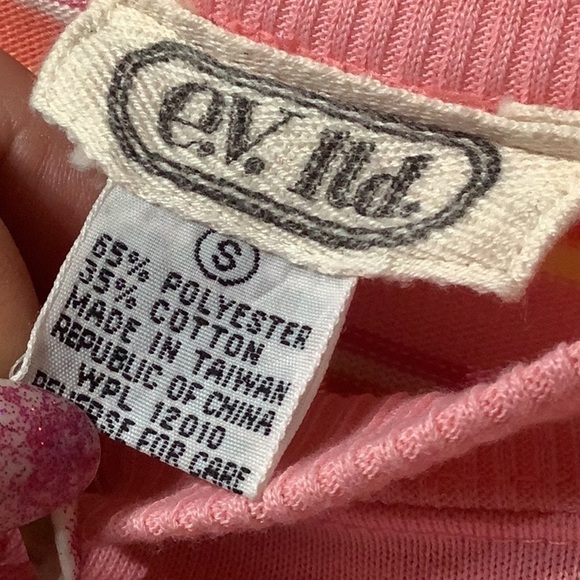 e.v. ltd.
S
65% POLYESTER
35% COTTON
MADE IN TAIWAN
REPUBLIC OF CHINA
WPL 12010
REVERSE FOR CARE